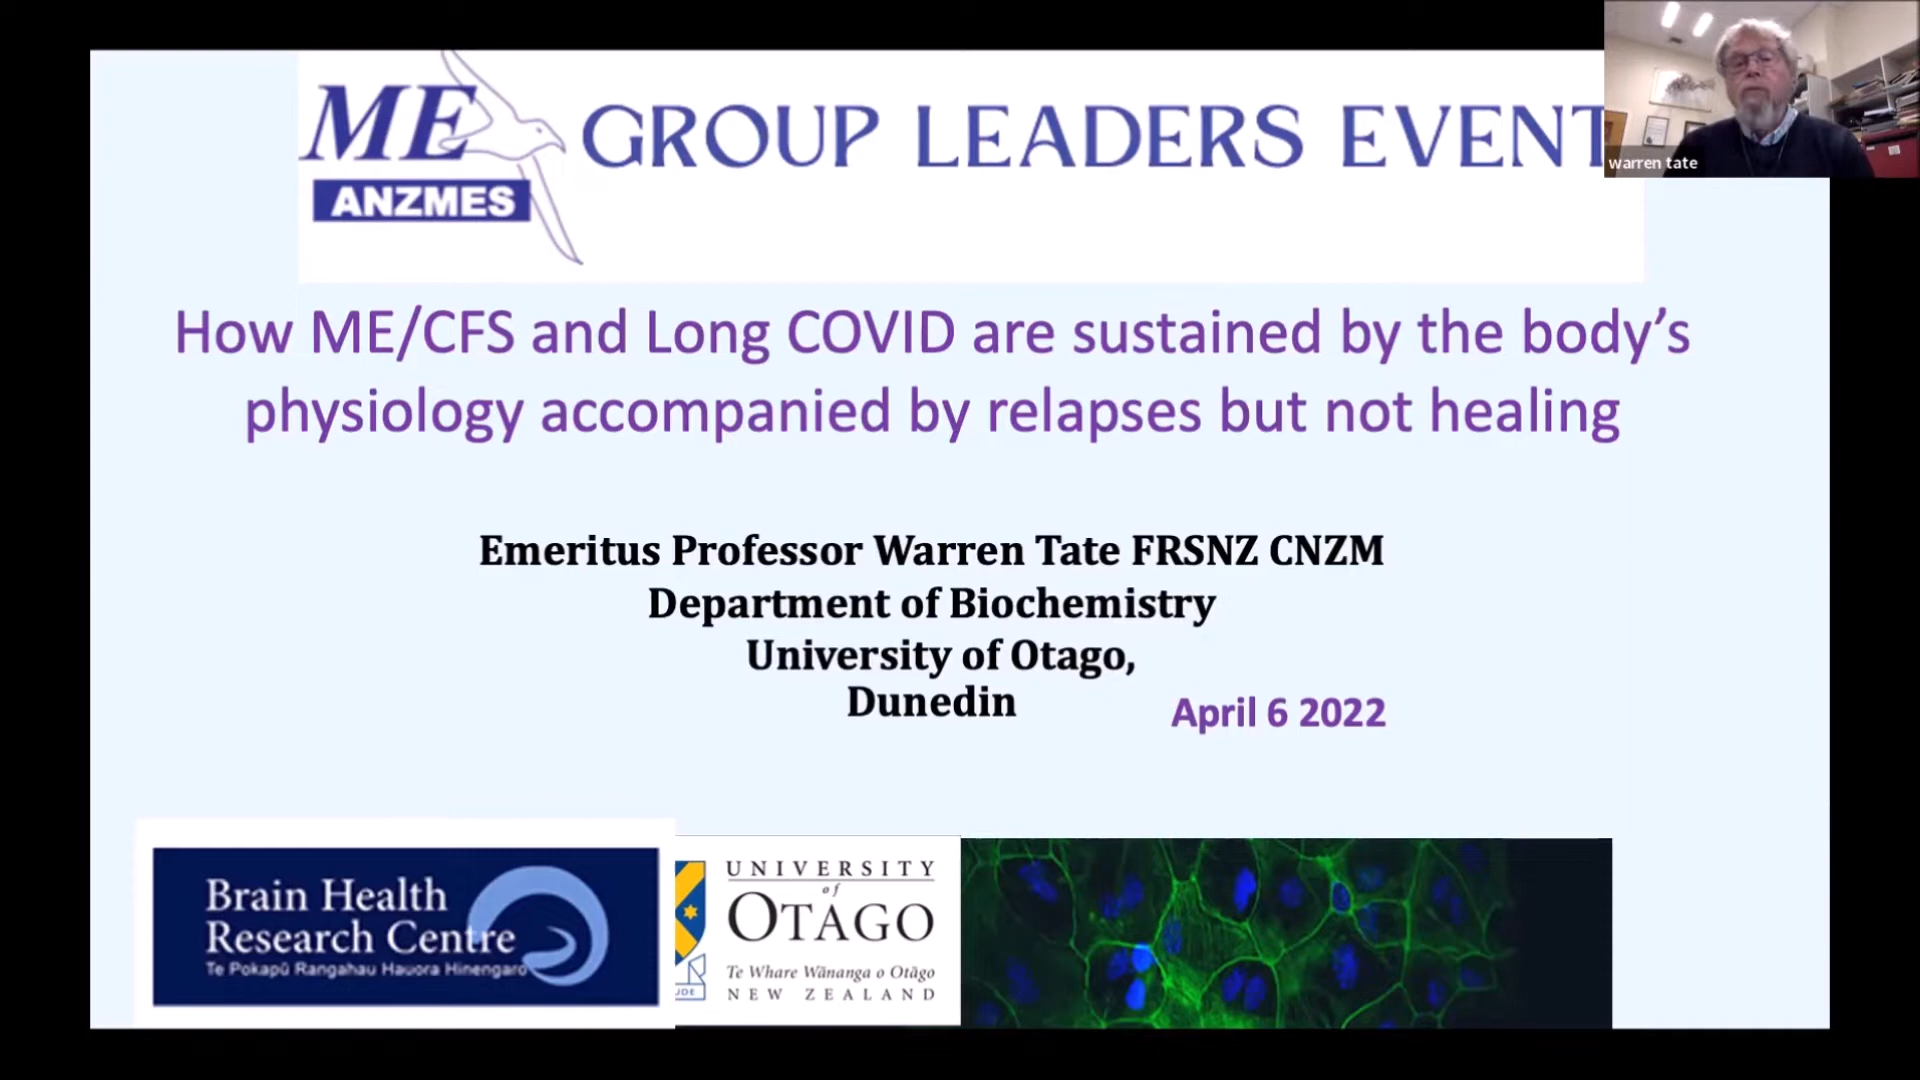 ME
ANZMES
GROUP LEADERS EVENT
warren tate
How ME/CFS and Long COVID are sustained by the body's
physiology accompanied by relapses but not healing
Emeritus Professor Warren Tate FRSNZ CNZM
Department of Biochemistry
University of Otago,
Dunedin
April 6 2022
Brain Health
Research Centre
Te Pokapū Rangahau Hauora Hinengaro
UNIVERSITY
of
OTAGO
Te Whare Wānanga o Otāgo
NEW ZEALAND